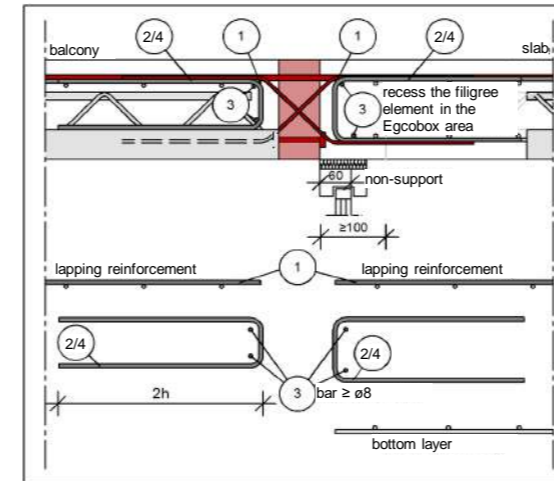 balcony 2/4 1 1 2/4 slab
3 3 recess the filigree
element in the
Egcobox area
60 non-support
≥100
lapping reinforcement 1 lapping reinforcement
2/4 2/4
2h 3 bar ≥ ø8
bottom layer